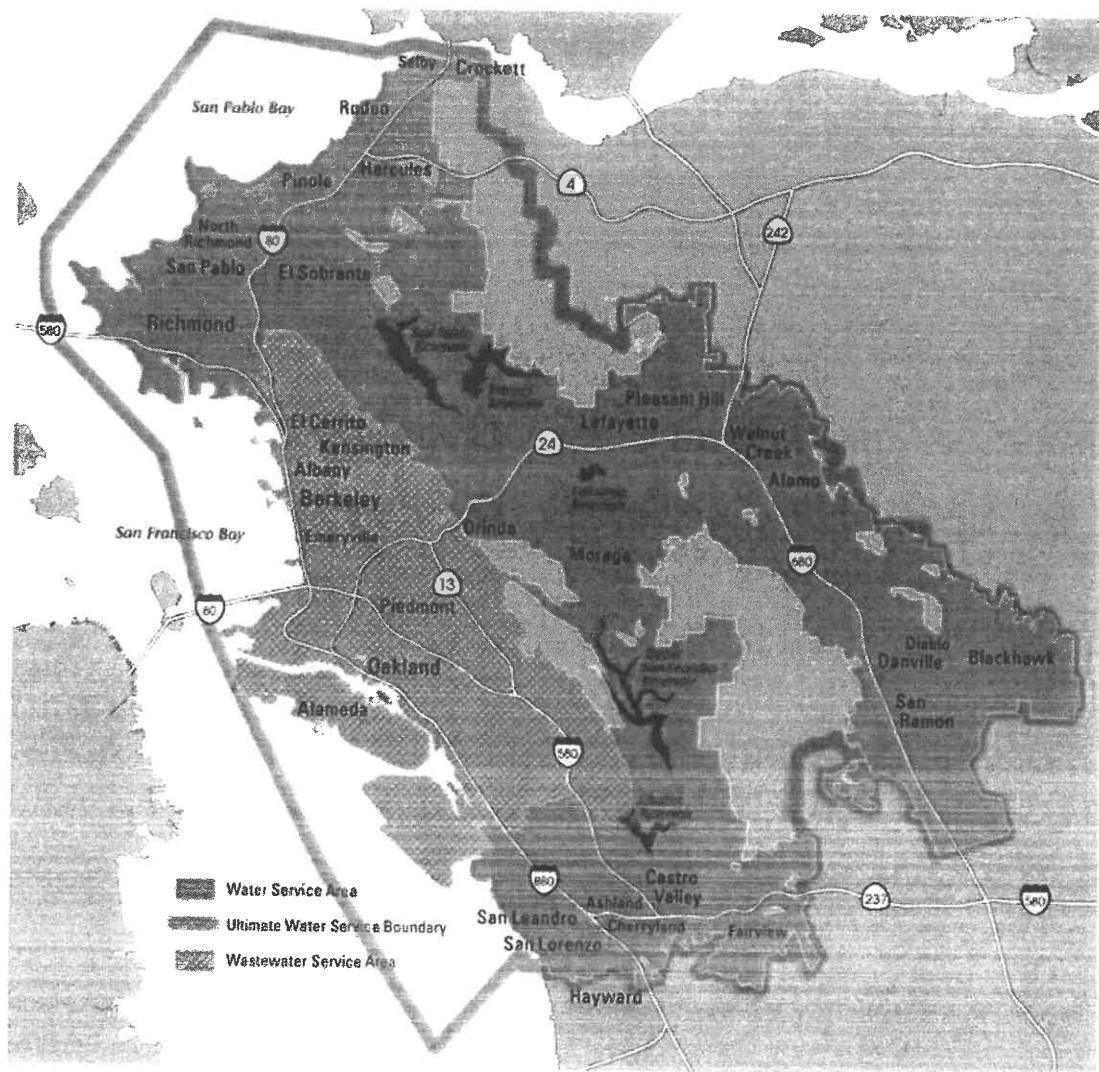 Selby
Crockett
San Pablo Bay
Rodeo
Hercules
4
Pinole
242
North
Richmond
80
San Pablo
El Sobrante
Richmond
580
Pleasant Hill
Lafayette
Walnut
Creek
El Cerrito
Kensington
24
Albany
Alamo
Berkeley
Lafayette
Reservoir
San Francisco Bay
Emeryville
Orinda
Moraga
680
13
80
Piedmont
Diablo
Danville
Blackhawk
Oakland
San
Ramon
Alameda
580
Water Service Area
880
Castro
Valley
Ashland
237
580
Ultimate Water Service Boundary
San Leandro
Cherryland
Fairview
San Lorenzo
Wastewater Service Area
Hayward